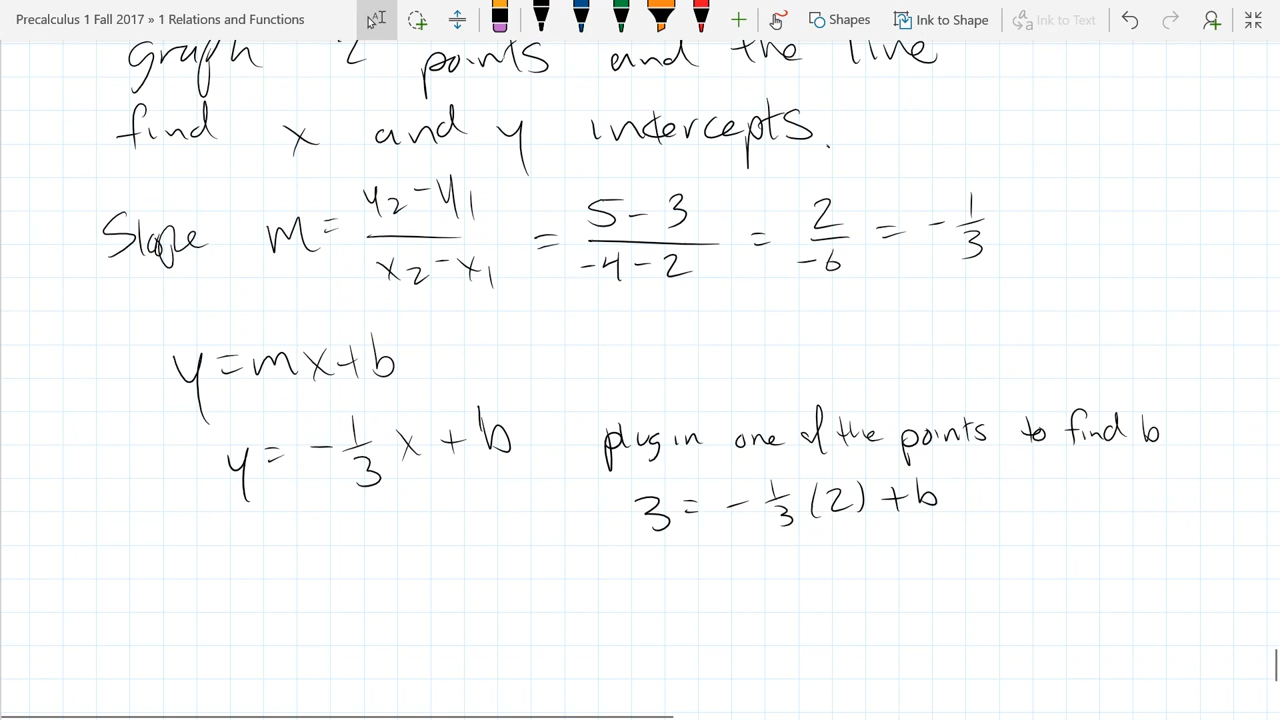 Precalculus 1 Fall 2017 » 1 Relations and Functions
Shapes Ink to Shape Ink to Text
graph 2 points and the line
find x and y intercepts.
Slope m = (y₂ - y₁)/(x₂ - x₁) = (5 - 3)/(-4 - 2) = 2/-6 = -1/3
y = mx + b
y = -1/3 x + b plug in one of the points to find b
3 = -1/3 (2) + b